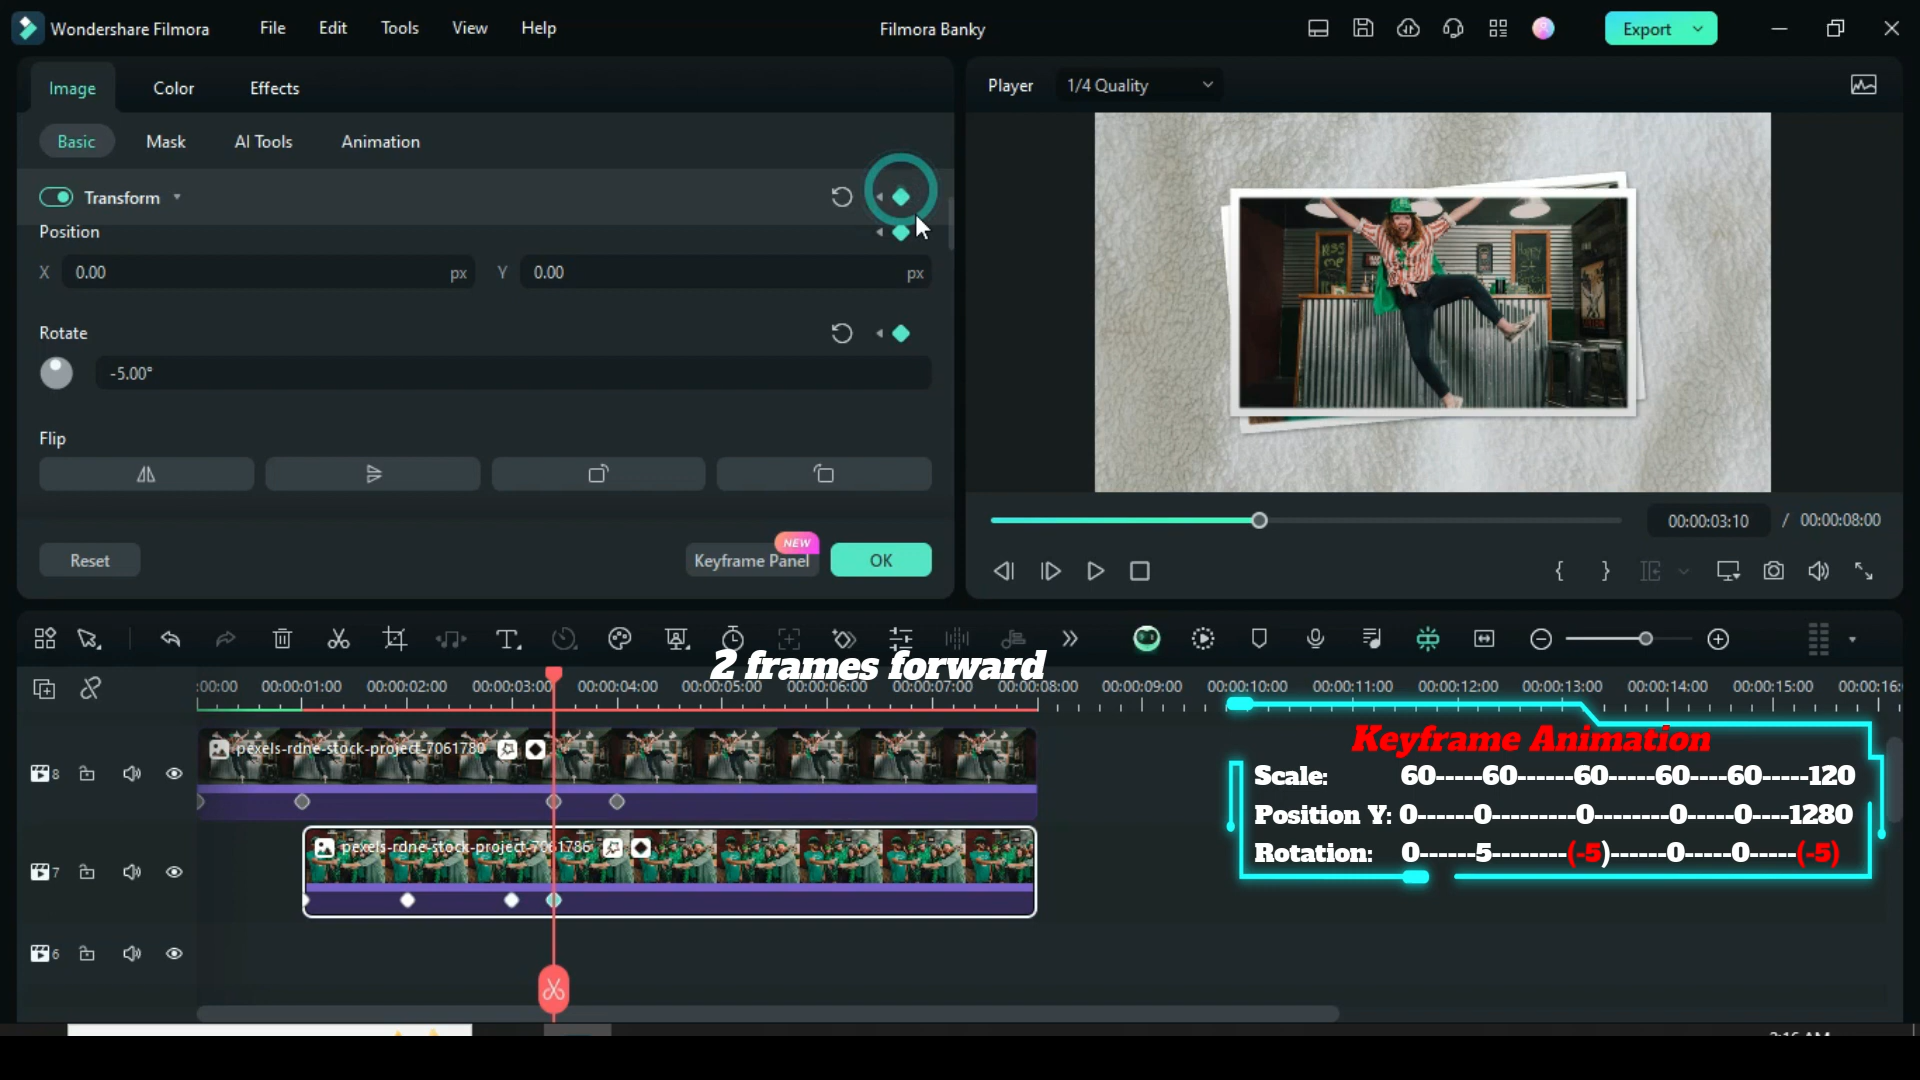 Wondershare Filmora
File
Edit
Tools
View
Help
Filmora Banky
Export
Image
Color
Effects
Player
1/4 Quality
Basic
Mask
AI Tools
Animation
Transform
Position
X
0.00
px
Y
0.00
px
Rotate
-5.00°
Flip
Reset
NEW
Keyframe Panel
OK
KISS
me
00:00:03:10
/
00:00:08:00
2 frames forward
:00:00
00:00:01:00
00:00:02:00
00:00:03:00
00:00:04:00
00:00:05:00
00:00:06:00
00:00:07:00
00:00:08:00
00:00:09:00
00:00:10:00
00:00:11:00
00:00:12:00
00:00:13:00
00:00:14:00
00:00:15:00
00:00:16:
Keyframe Animation
Scale: 60-----60------60-----60----60-----120
Position Y: 0------0---------0--------0-----0----1280
Rotation: 0------5--------(-5)------0-----0-----(-5)
8
pexels-rdne-stock-project-7061780
7
pexels-rdne-stock-project-7061786
6